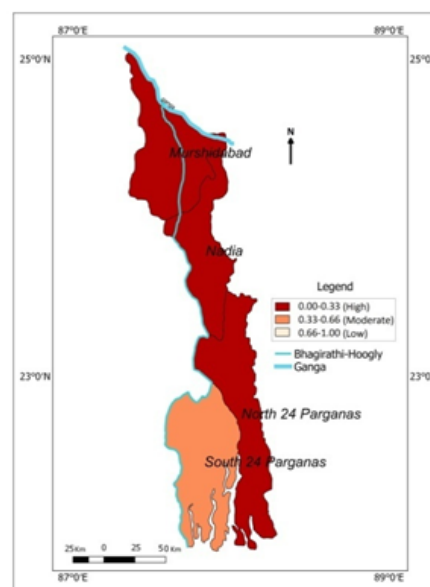 87°0'E 89°0'E
25°0'N 25°0'N
N
Murshidabad
Nadia
Legend
0.00-0.33 (High)
0.33-0.66 (Moderate)
0.66-1.00 (Low)
Bhagirathi-Hoogly
Ganga
23°0'N 23°0'N
North 24 Parganas
South 24 Parganas
25 Km 0 25 50 Km
87°0'E 89°0'E